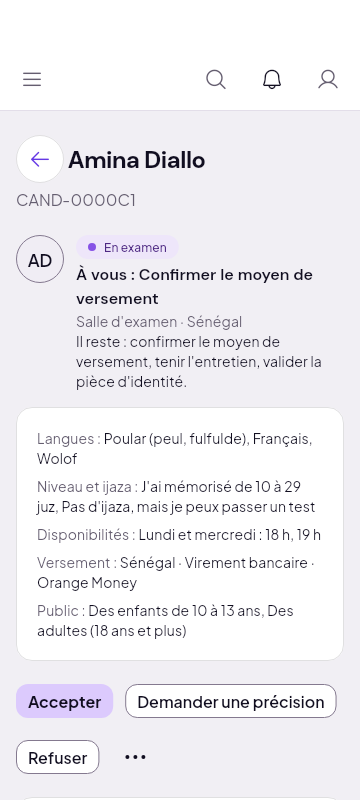 Amina Diallo
CAND-0000C1
AD
En examen
À vous : Confirmer le moyen de
versement
Salle d'examen · Sénégal
Il reste : confirmer le moyen de
versement, tenir l'entretien, valider la
pièce d'identité.
Langues : Poular (peul, fulfulde), Français,
Wolof
Niveau et ijaza : J'ai mémorisé de 10 à 29
juz, Pas d'ijaza, mais je peux passer un test
Disponibilités : Lundi et mercredi : 18 h, 19 h
Versement : Sénégal · Virement bancaire ·
Orange Money
Public : Des enfants de 10 à 13 ans, Des
adultes (18 ans et plus)
Accepter
Demander une précision
Refuser